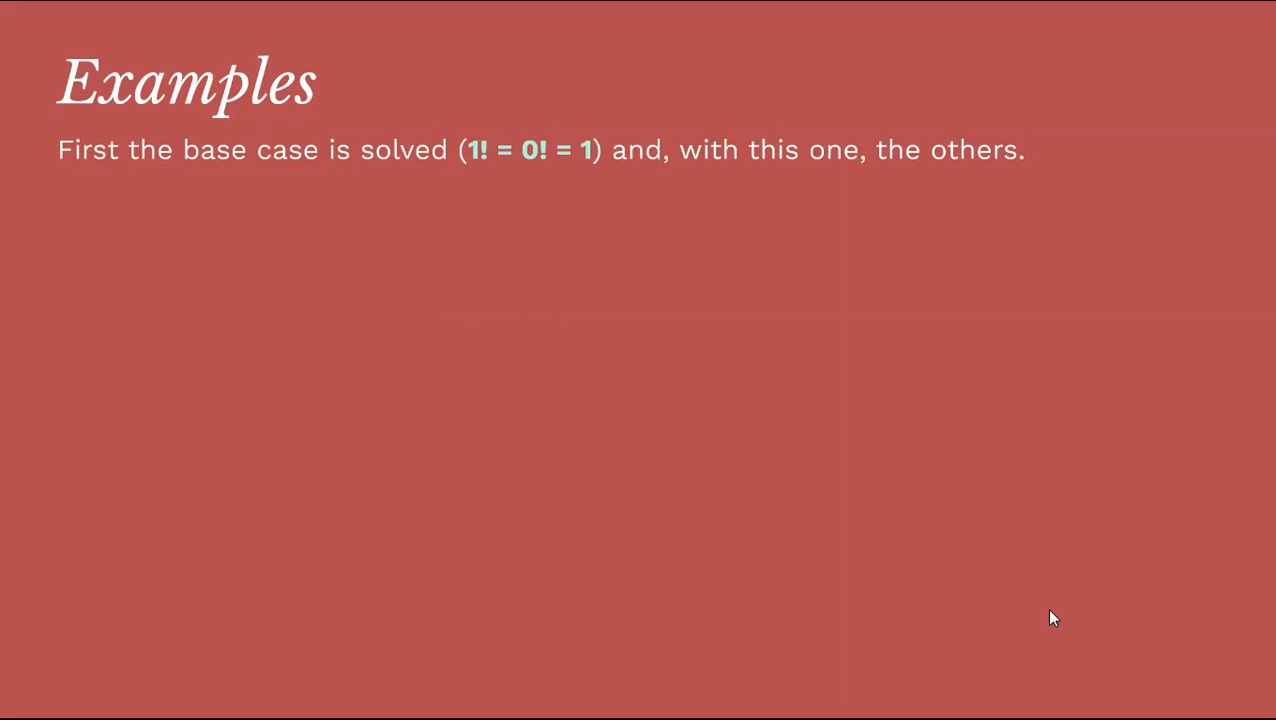 Examples
First the base case is solved (1! = 0! = 1) and, with this one, the others.